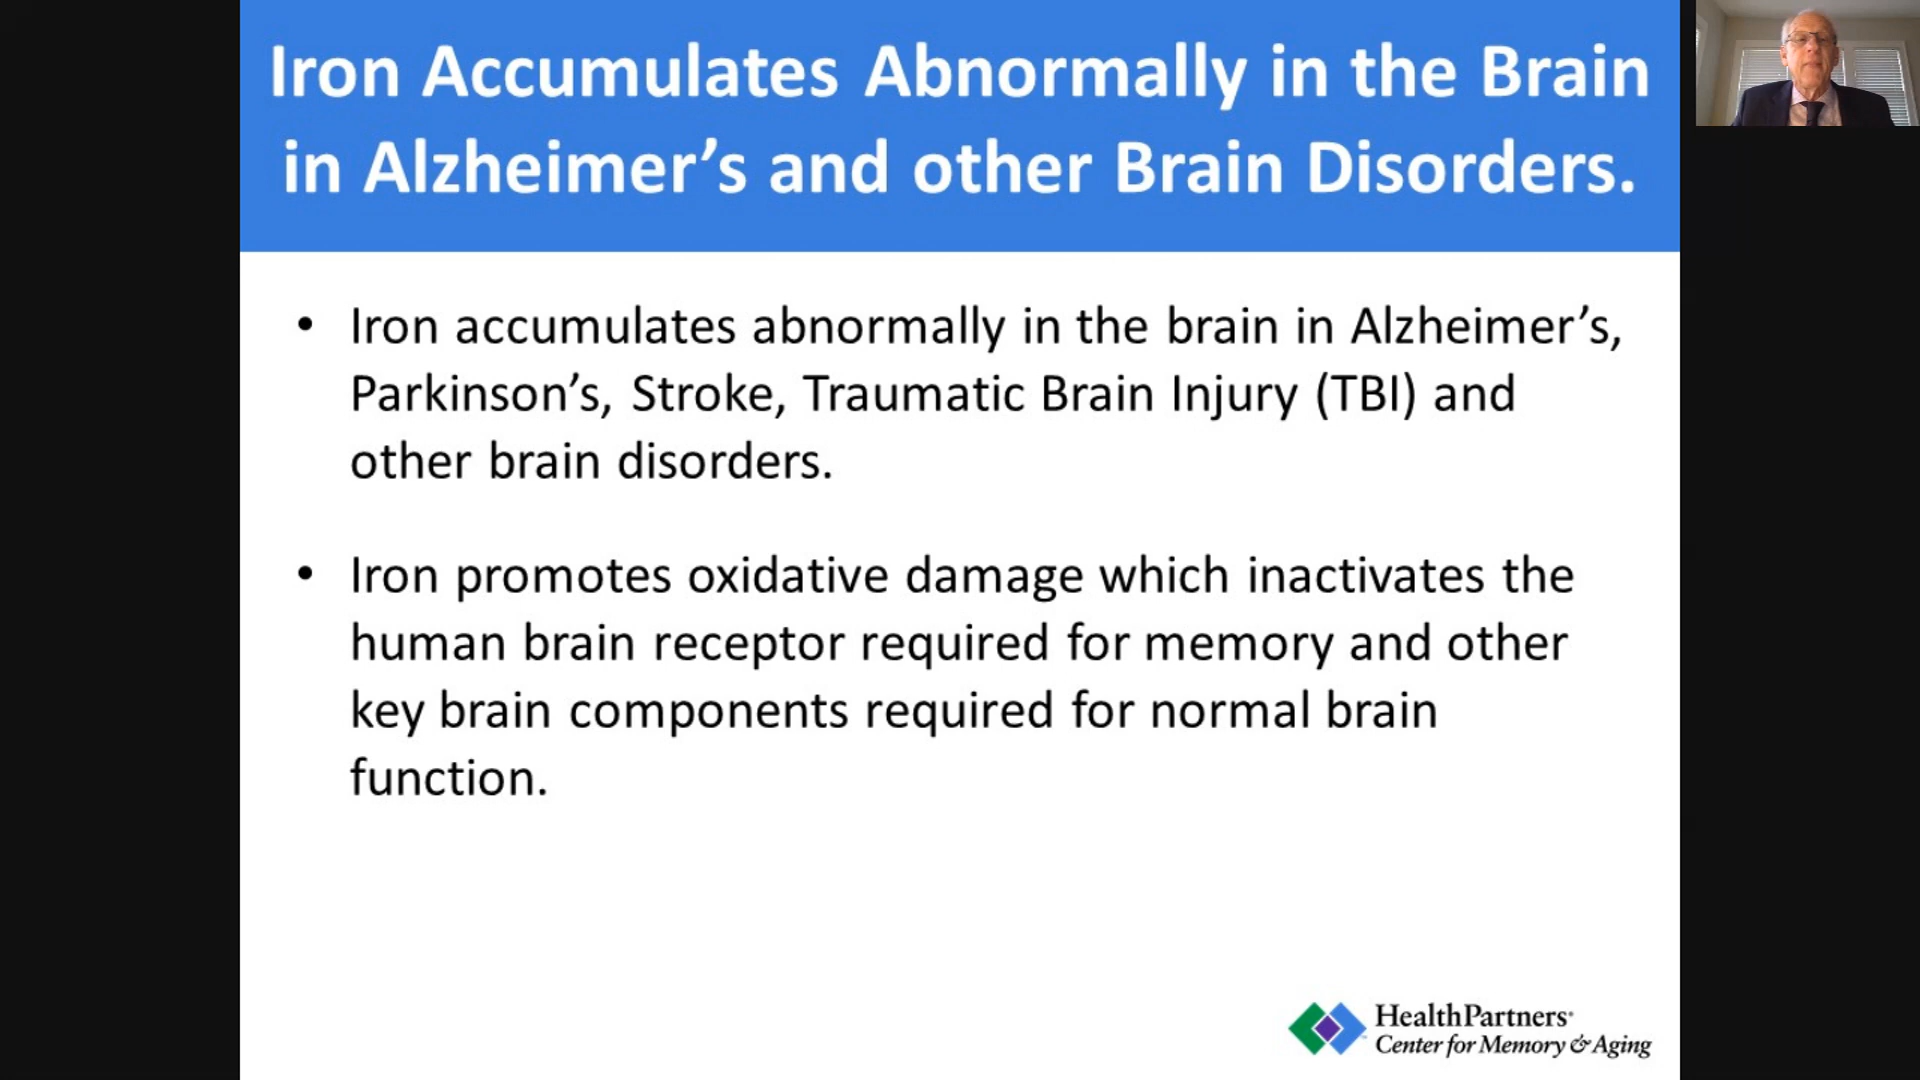 Iron Accumulates Abnormally in the Brain
in Alzheimer’s and other Brain Disorders.
• Iron accumulates abnormally in the brain in Alzheimer’s,
Parkinson’s, Stroke, Traumatic Brain Injury (TBI) and
other brain disorders.
• Iron promotes oxidative damage which inactivates the
human brain receptor required for memory and other
key brain components required for normal brain
function.
HealthPartners®
Center for Memory & Aging